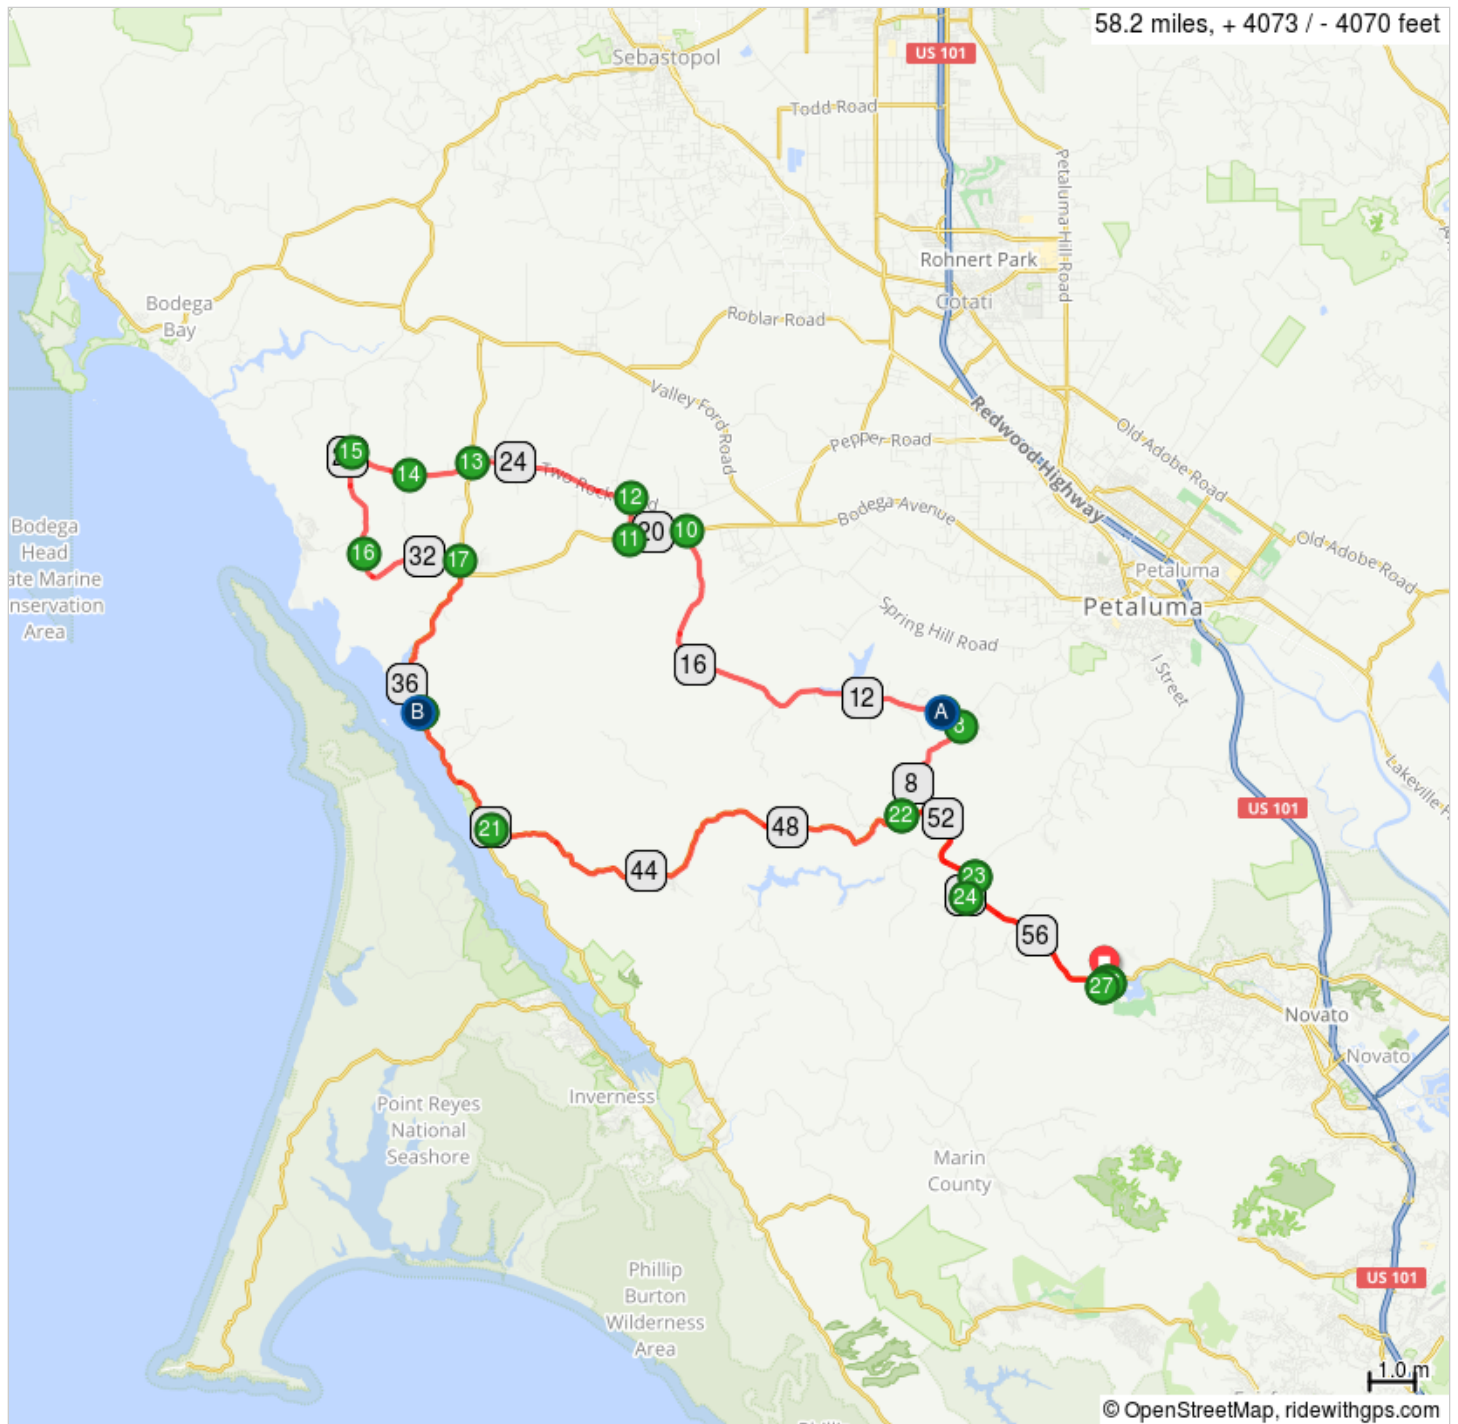 58.2 miles, + 4073 / - 4070 feet
Sebastopol
US 101
Todd Road
Petaluma Hill Road
Rohnert Park
Cotati
Bodega
Bay
Roblar Road
Valley Ford
Road
Pepper Road
Redwood Highway
Old Adobe Road
15
14
13
24
Two Rock
12
Bodega Avenue
11
20
10
Old Adobe Road
Bodega
Head
ate Marine
nservation
Area
16
32
17
Petaluma
Petaluma
Spring Hill Road
I Street
36
16
12
B
A
8
Lakeville
8
US 101
21
48
22
52
44
23
24
56
27
Novato
Novato
Inverness
Point Reyes
National
Seashore
Marin
County
Phillip
Burton
Wilderness
Area
US 101
1.0 m
© OpenStreetMap, ridewithgps.com